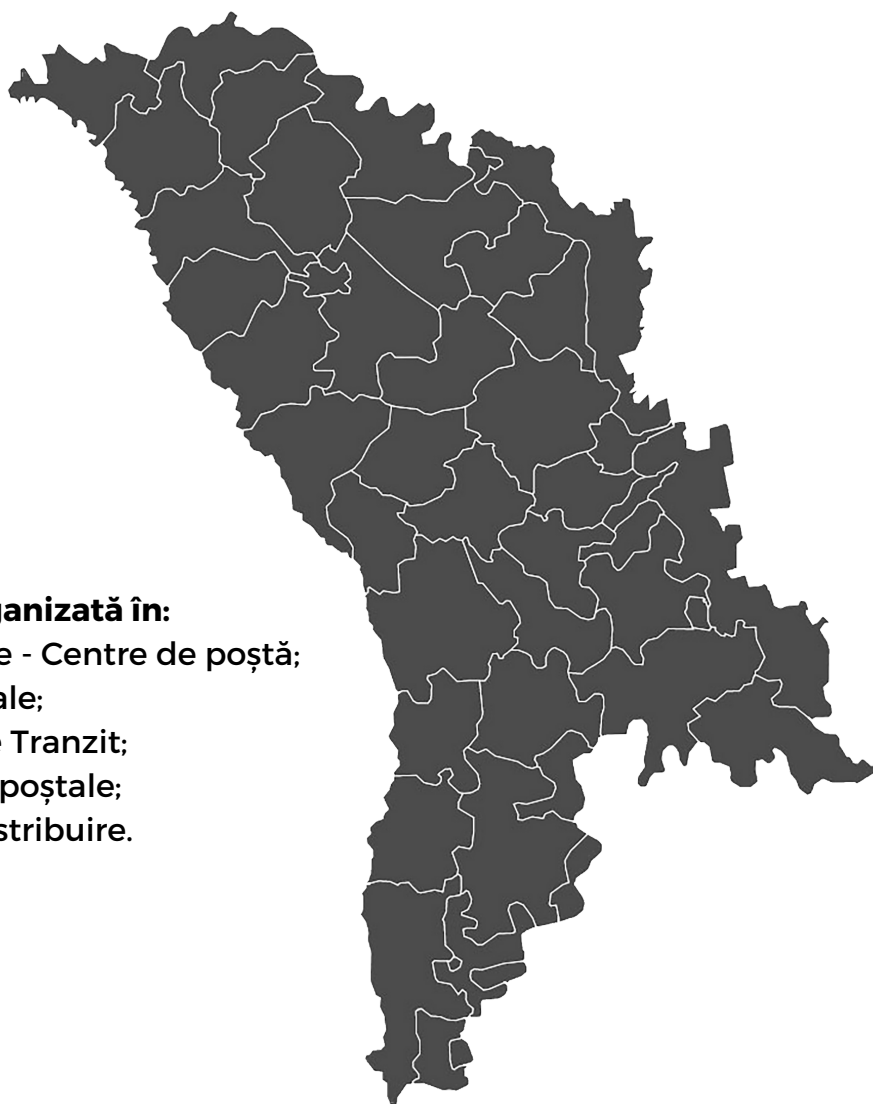 ganizată în:
e - Centre de poștă;
ale;
e Tranzit;
poștale;
stribuire.